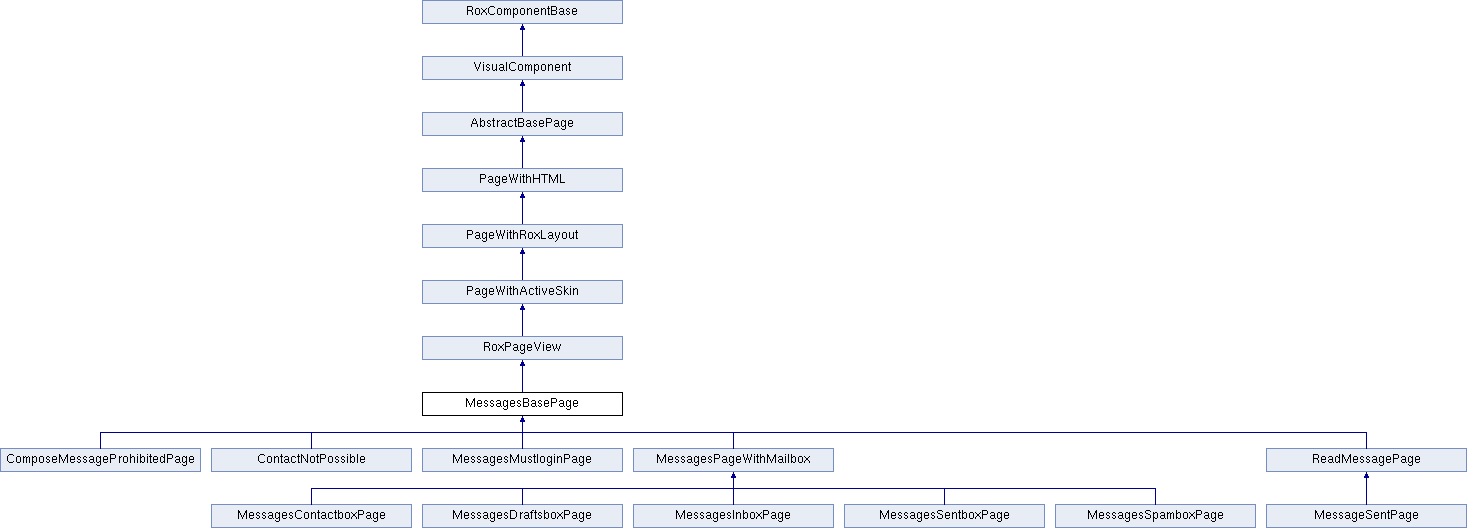 RoxComponentBase
VisualComponent
AbstractBasePage
PageWithHTML
PageWithRoxLayout
PageWithActiveSkin
RoxPageView
MessagesBasePage
ComposeMessageProhibitedPage ContactNotPossible MessagesMustloginPage MessagesPageWithMailbox ReadMessagePage
MessagesContactboxPage MessagesDraftsboxPage MessagesInboxPage MessagesSentboxPage MessagesSpamboxPage MessageSentPage